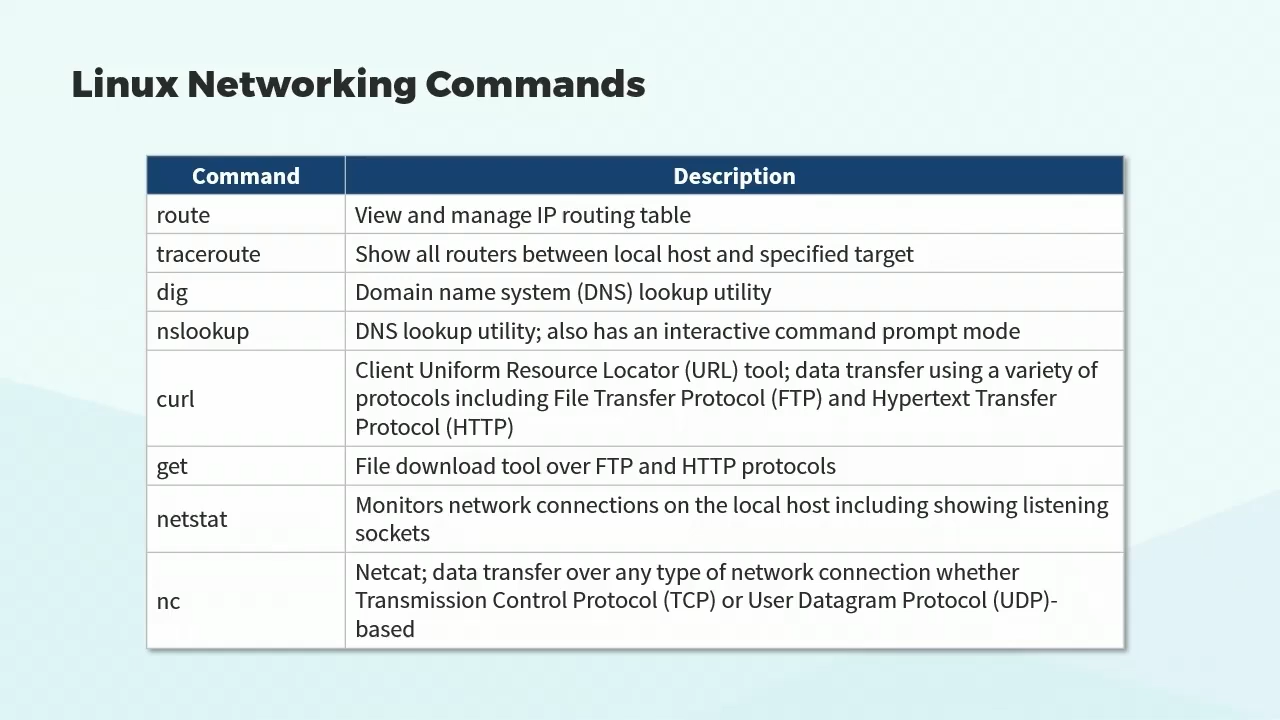 Linux Networking Commands
Command Description
route View and manage IP routing table
traceroute Show all routers between local host and specified target
dig Domain name system (DNS) lookup utility
nslookup DNS lookup utility; also has an interactive command prompt mode
curl Client Uniform Resource Locator (URL) tool; data transfer using a variety of
protocols including File Transfer Protocol (FTP) and Hypertext Transfer
Protocol (HTTP)
get File download tool over FTP and HTTP protocols
netstat Monitors network connections on the local host including showing listening
sockets
nc Netcat; data transfer over any type of network connection whether
Transmission Control Protocol (TCP) or User Datagram Protocol (UDP)-
based